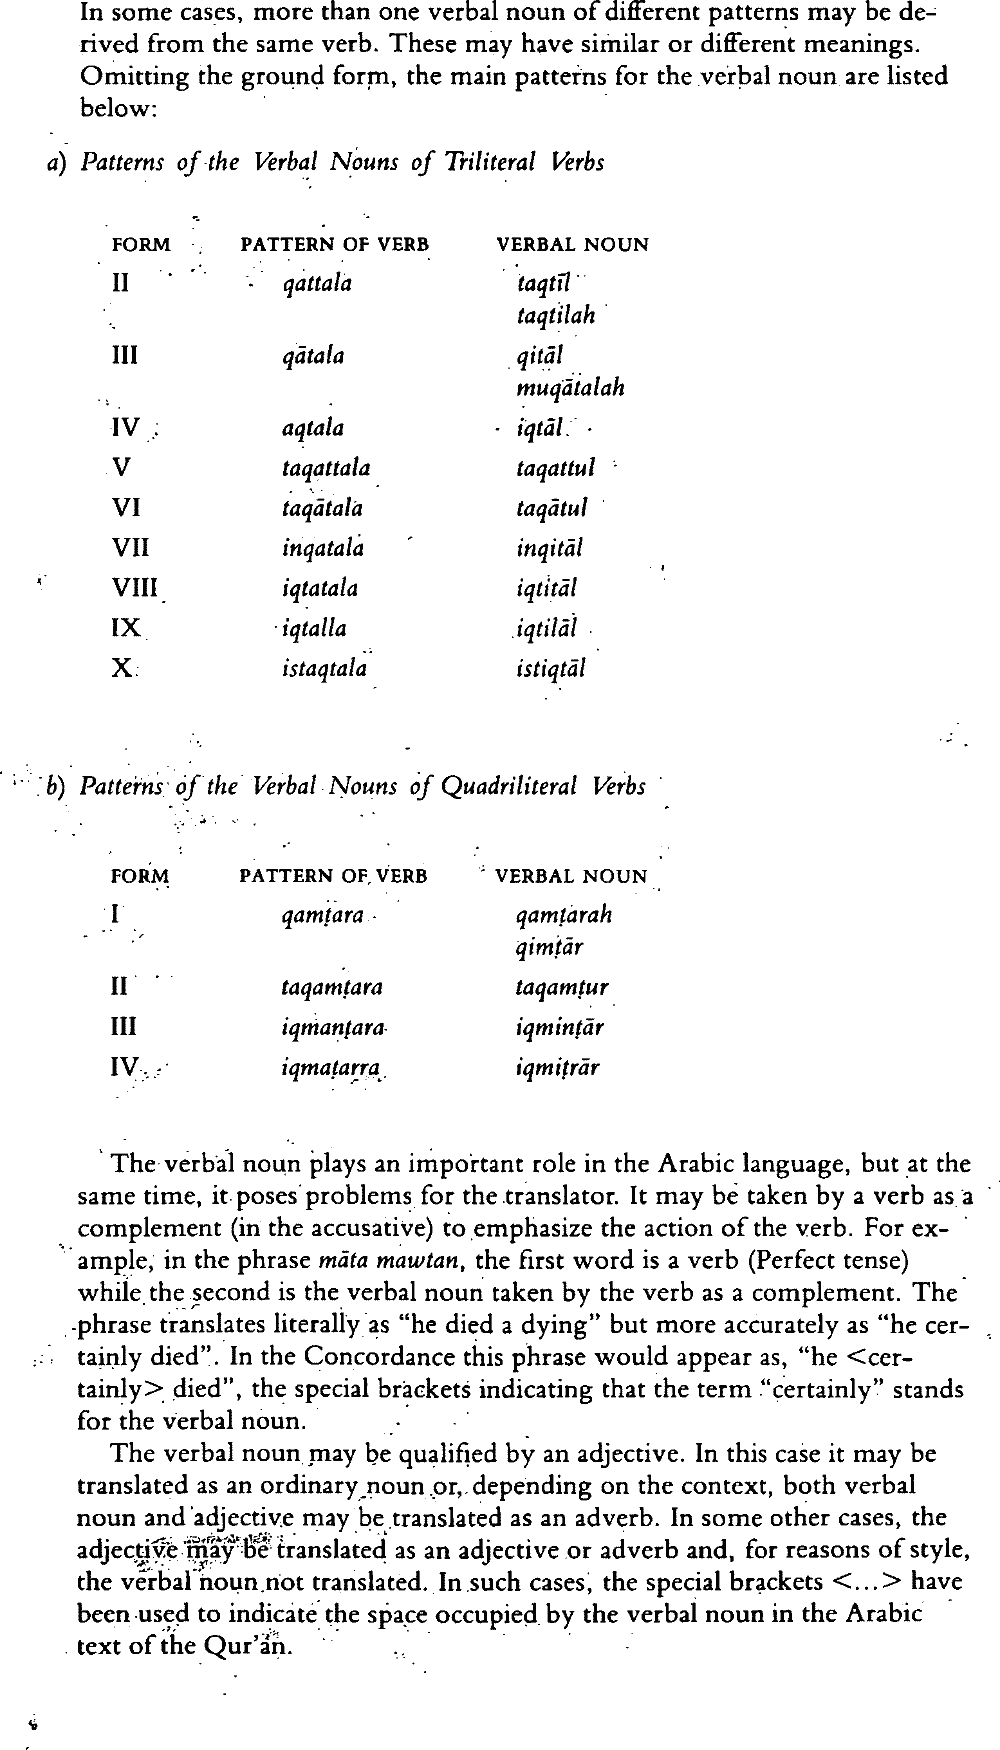 In some cases, more than one verbal noun of different patterns may be de-
rived from the same verb. These may have similar or different meanings.
Omitting the ground form, the main patterns for the verbal noun are listed
below:
a) Patterns of the Verbal Nouns of Triliteral Verbs
FORM PATTERN OF VERB VERBAL NOUN
II qattala taqtīl
taqtilah
III qātala qitāl
muqātalah
IV aqtala iqtāl
V taqattala taqattul
VI taqātala taqātul
VII inqatala inqitāl
VIII iqtatala iqtitāl
IX iqtalla iqtilāl
X istaqtala istiqtāl
b) Patterns of the Verbal Nouns of Quadriliteral Verbs
FORM PATTERN OF VERB VERBAL NOUN
I qamṭara qamṭarah
qimṭār
II taqamṭara taqamṭur
III iqmanṭara iqminṭār
IV iqmaṭarra iqmiṭrār
The verbal noun plays an important role in the Arabic language, but at the
same time, it poses problems for the translator. It may be taken by a verb as a
complement (in the accusative) to emphasize the action of the verb. For ex-
ample, in the phrase māta mawtan, the first word is a verb (Perfect tense)
while the second is the verbal noun taken by the verb as a complement. The
phrase translates literally as “he died a dying” but more accurately as “he cer-
tainly died”. In the Concordance this phrase would appear as, “he <cer-
tainly> died”, the special brackets indicating that the term “certainly” stands
for the verbal noun.
The verbal noun may be qualified by an adjective. In this case it may be
translated as an ordinary noun or, depending on the context, both verbal
noun and adjective may be translated as an adverb. In some other cases, the
adjective may be translated as an adjective or adverb and, for reasons of style,
the verbal noun not translated. In such cases, the special brackets <...> have
been used to indicate the space occupied by the verbal noun in the Arabic
text of the Qur’ān.